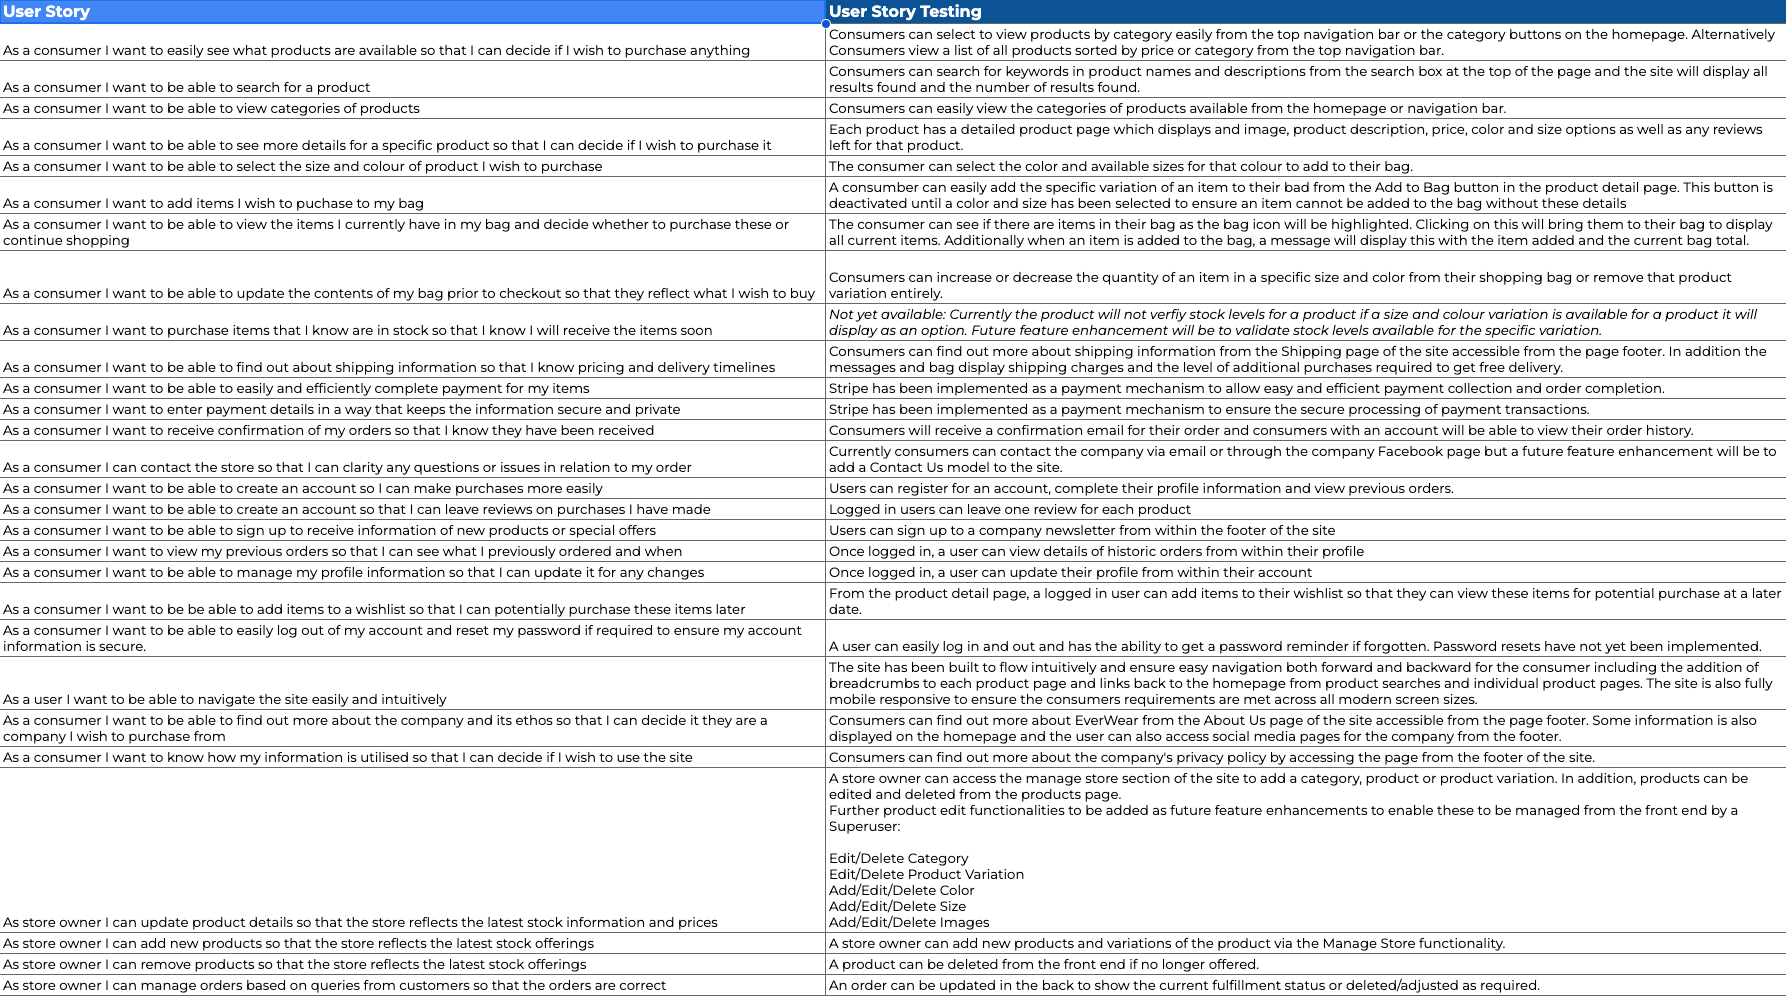 User Story
User Story Testing
As a consumer I want to easily see what products are available so that I can decide if I wish to purchase anything
Consumers can select to view products by category easily from the top navigation bar or the category buttons on the homepage. Alternatively
Consumers view a list of all products sorted by price or category from the top navigation bar.
As a consumer I want to be able to search for a product
Consumers can search for keywords in product names and descriptions from the search box at the top of the page and the site will display all
results found and the number of results found.
As a consumer I want to be able to view categories of products
Consumers can easily view the categories of products available from the homepage or navigation bar.
As a consumer I want to be able to see more details for a specific product so that I can decide if I wish to purchase it
Each product has a detailed product page which displays and image, product description, price, color and size options as well as any reviews
left for that product.
As a consumer I want to be able to select the size and colour of product I wish to purchase
The consumer can select the color and available sizes for that colour to add to their bag.
As a consumer I want to add items I wish to puchase to my bag
A consumber can easily add the specific variation of an item to their bad from the Add to Bag button in the product detail page. This button is
deactivated until a color and size has been selected to ensure an item cannot be added to the bag without these details
As a consumer I want to be able to view the items I currently have in my bag and decide whether to purchase these or
continue shopping
The consumer can see if there are items in their bag as the bag icon will be highlighted. Clicking on this will bring them to their bag to display
all current items. Additionally when an item is added to the bag, a message will display this with the item added and the current bag total.
As a consumer I want to be able to update the contents of my bag prior to checkout so that they reflect what I wish to buy
Consumers can increase or decrease the quantity of an item in a specific size and color from their shopping bag or remove that product
variation entirely.
As a consumer I want to purchase items that I know are in stock so that I know I will receive the items soon
Not yet available: Currently the product will not verfiy stock levels for a product if a size and colour variation is available for a product it will
display as an option. Future feature enhancement will be to validate stock levels available for the specific variation.
As a consumer I want to be able to find out about shipping information so that I know pricing and delivery timelines
Consumers can find out more about shipping information from the Shipping page of the site accessible from the page footer. In addition the
messages and bag display shipping charges and the level of additional purchases required to get free delivery.
As a consumer I want to be able to easily and efficiently complete payment for my items
Stripe has been implemented as a payment mechanism to allow easy and efficient payment collection and order completion.
As a consumer I want to enter payment details in a way that keeps the information secure and private
Stripe has been implemented as a payment mechanism to ensure the secure processing of payment transactions.
As a consumer I want to receive confirmation of my orders so that I know they have been received
Consumers will receive a confirmation email for their order and consumers with an account will be able to view their order history.
As a consumer I can contact the store so that I can clarity any questions or issues in relation to my order
Currently consumers can contact the company via email or through the company Facebook page but a future feature enhancement will be to
add a Contact Us model to the site.
As a consumer I want to be able to create an account so I can make purchases more easily
Users can register for an account, complete their profile information and view previous orders.
As a consumer I want to be able to create an account so that I can leave reviews on purchases I have made
Logged in users can leave one review for each product
As a consumer I want to be able to sign up to receive information of new products or special offers
Users can sign up to a company newsletter from within the footer of the site
As a consumer I want to view my previous orders so that I can see what I previously ordered and when
Once logged in, a user can view details of historic orders from within their profile
As a consumer I want to be able to manage my profile information so that I can update it for any changes
Once logged in, a user can update their profile from within their account
As a consumer I want to be be able to add items to a wishlist so that I can potentially purchase these items later
From the product detail page, a logged in user can add items to their wishlist so that they can view these items for potential purchase at a later
date.
As a consumer I want to be able to easily log out of my account and reset my password if required to ensure my account
information is secure.
A user can easily log in and out and has the ability to get a password reminder if forgotten. Password resets have not yet been implemented.
As a user I want to be able to navigate the site easily and intuitively
The site has been built to flow intuitively and ensure easy navigation both forward and backward for the consumer including the addition of
breadcrumbs to each product page and links back to the homepage from product searches and individual product pages. The site is also fully
mobile responsive to ensure the consumers requirements are met across all modern screen sizes.
As a consumer I want to be able to find out more about the company and its ethos so that I can decide it they are a
company I wish to purchase from
Consumers can find out more about EverWear from the About Us page of the site accessible from the page footer. Some information is also
displayed on the homepage and the user can also access social media pages for the company from the footer.
As a consumer I want to know how my information is utilised so that I can decide if I wish to use the site
Consumers can find out more about the company's privacy policy by accessing the page from the footer of the site.
As store owner I can update product details so that the store reflects the latest stock information and prices
A store owner can access the manage store section of the site to add a category, product or product variation. In addition, products can be
edited and deleted from the products page.
Further product edit functionalities to be added as future feature enhancements to enable these to be managed from the front end by a
Superuser:
Edit/Delete Category
Edit/Delete Product Variation
Add/Edit/Delete Color
Add/Edit/Delete Size
Add/Edit/Delete Images
As store owner I can add new products so that the store reflects the latest stock offerings
A store owner can add new products and variations of the product via the Manage Store functionality.
As store owner I can remove products so that the store reflects the latest stock offerings
A product can be deleted from the front end if no longer offered.
As store owner I can manage orders based on queries from customers so that the orders are correct
An order can be updated in the back to show the current fulfillment status or deleted/adjusted as required.